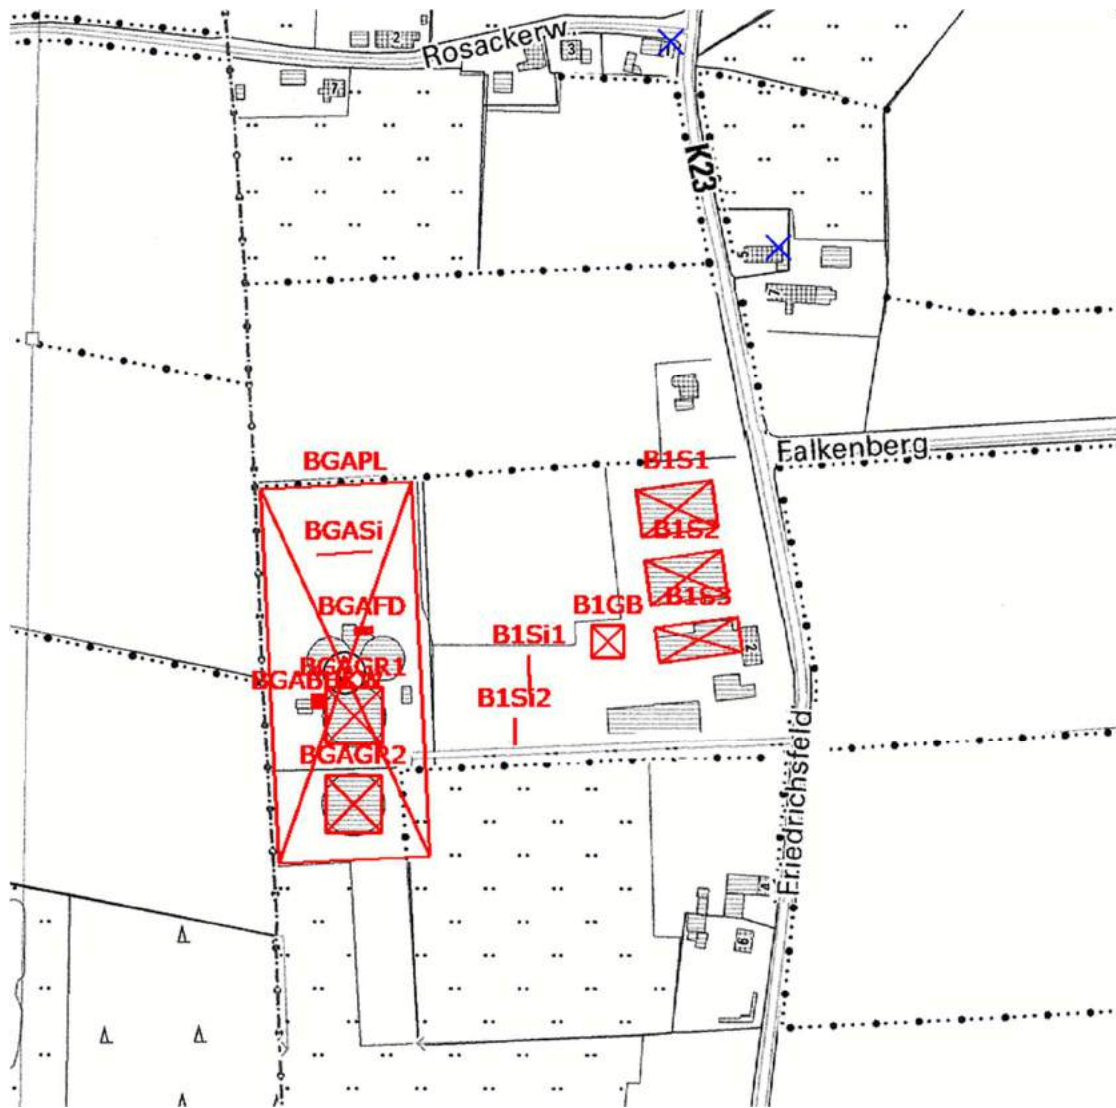 2
Rosackerw.
3
7
K23
5
7
Falkenberg
BGAPL
B1S1
BGASi
B1S2
BGAFD
B1S3
B1GB
B1Si1
2
BGAGR1
B1Si2
BGAGR2
Friedrichsfeld
4
6